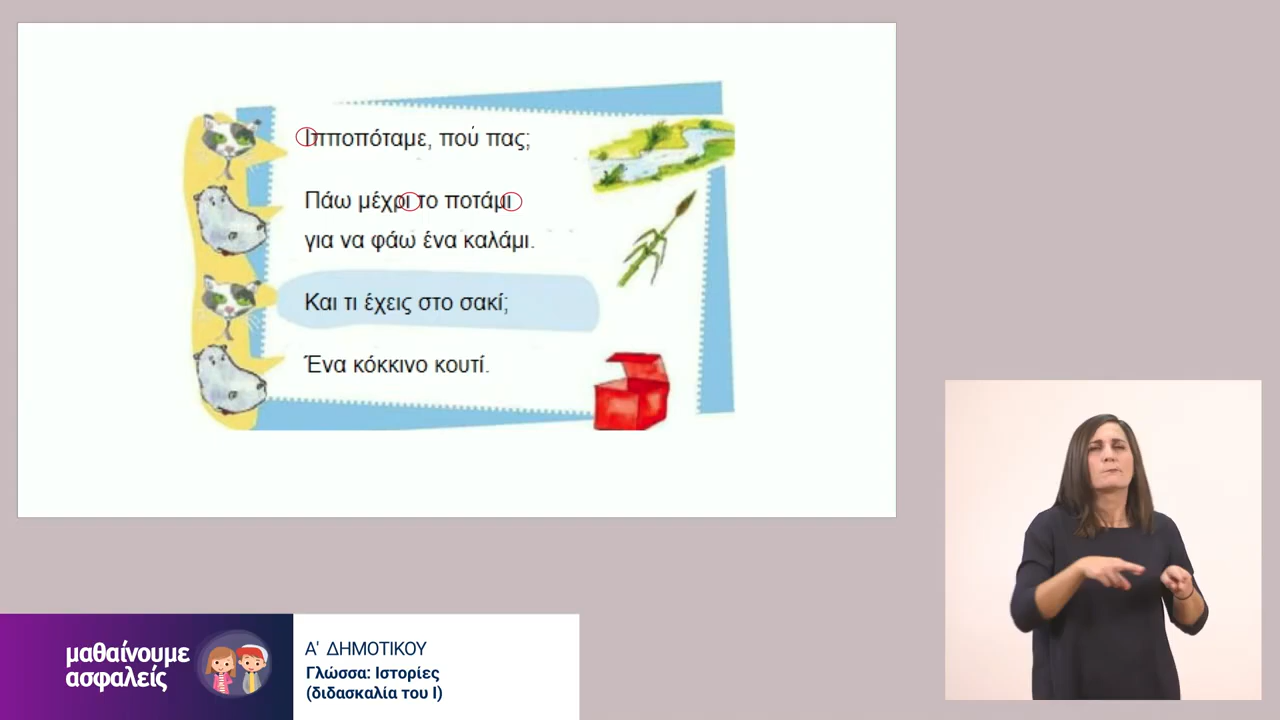 Ιπποπόταμε, πού πας;
Πάω μέχρι το ποτάμι
για να φάω ένα καλάμι.
Και τι έχεις στο σακί;
Ένα κόκκινο κουτί.
μαθαίνουμε
ασφαλείς
Α' ΔΗΜΟΤΙΚΟΥ
Γλώσσα: Ιστορίες
(διδασκαλία του Ι)